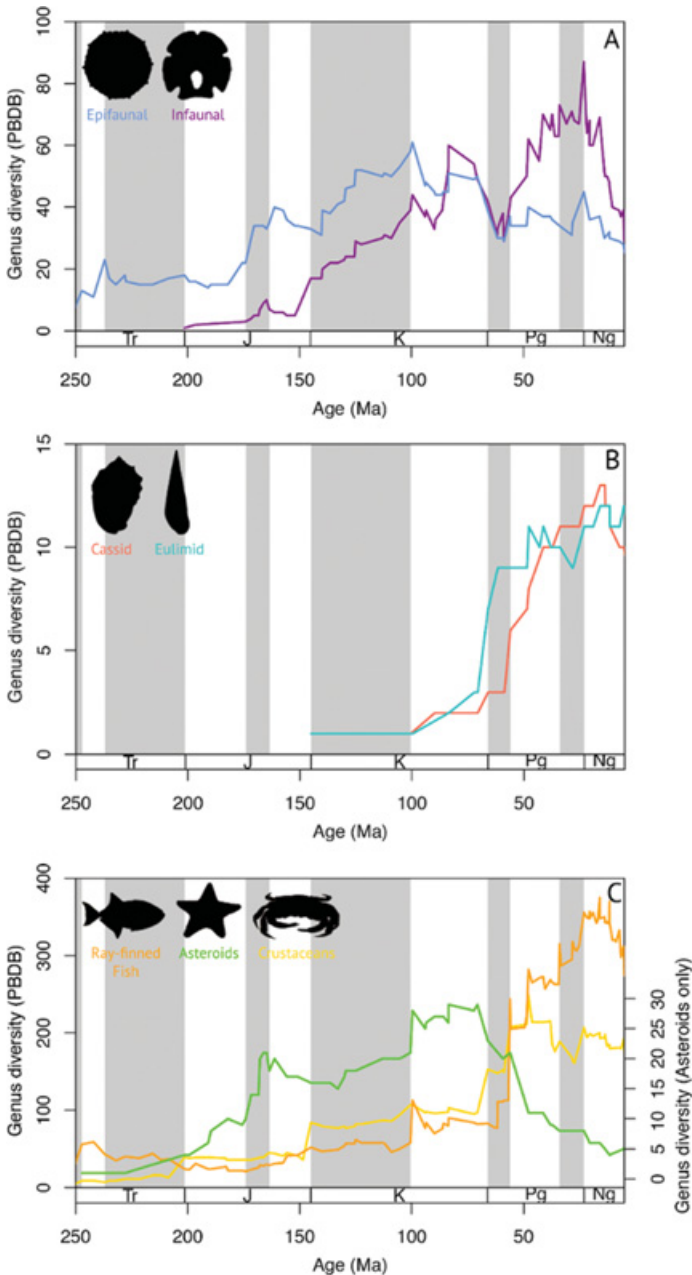 A
Epifaunal Infaunal
Genus diversity (PBDB)
100
80
60
40
20
0
Tr J K Pg Ng
250 200 150 100 50
Age (Ma)
B
Cassid Eulimid
Genus diversity (PBDB)
15
10
5
0
Tr J K Pg Ng
250 200 150 100 50
Age (Ma)
C
Ray-finned Asteroids Crustaceans
Fish
Genus diversity (PBDB)
400
300
200
100
0
Genus diversity (Asteroids only)
30
25
20
15
10
5
0
Tr J K Pg Ng
250 200 150 100 50
Age (Ma)